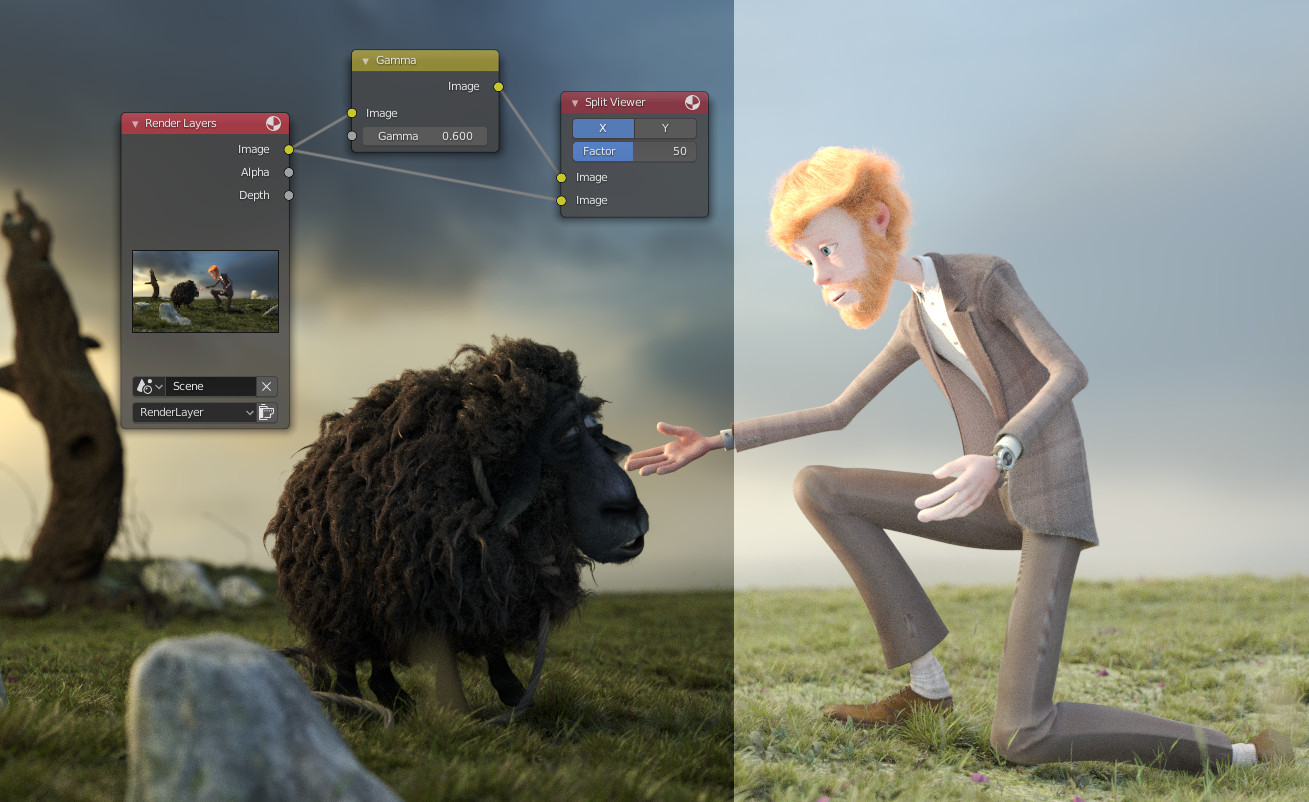 Gamma
Image
Image
Gamma 0.600
Render Layers
Image
Alpha
Depth
Scene
RenderLayer
Split Viewer
X Y
Factor 50
Image
Image